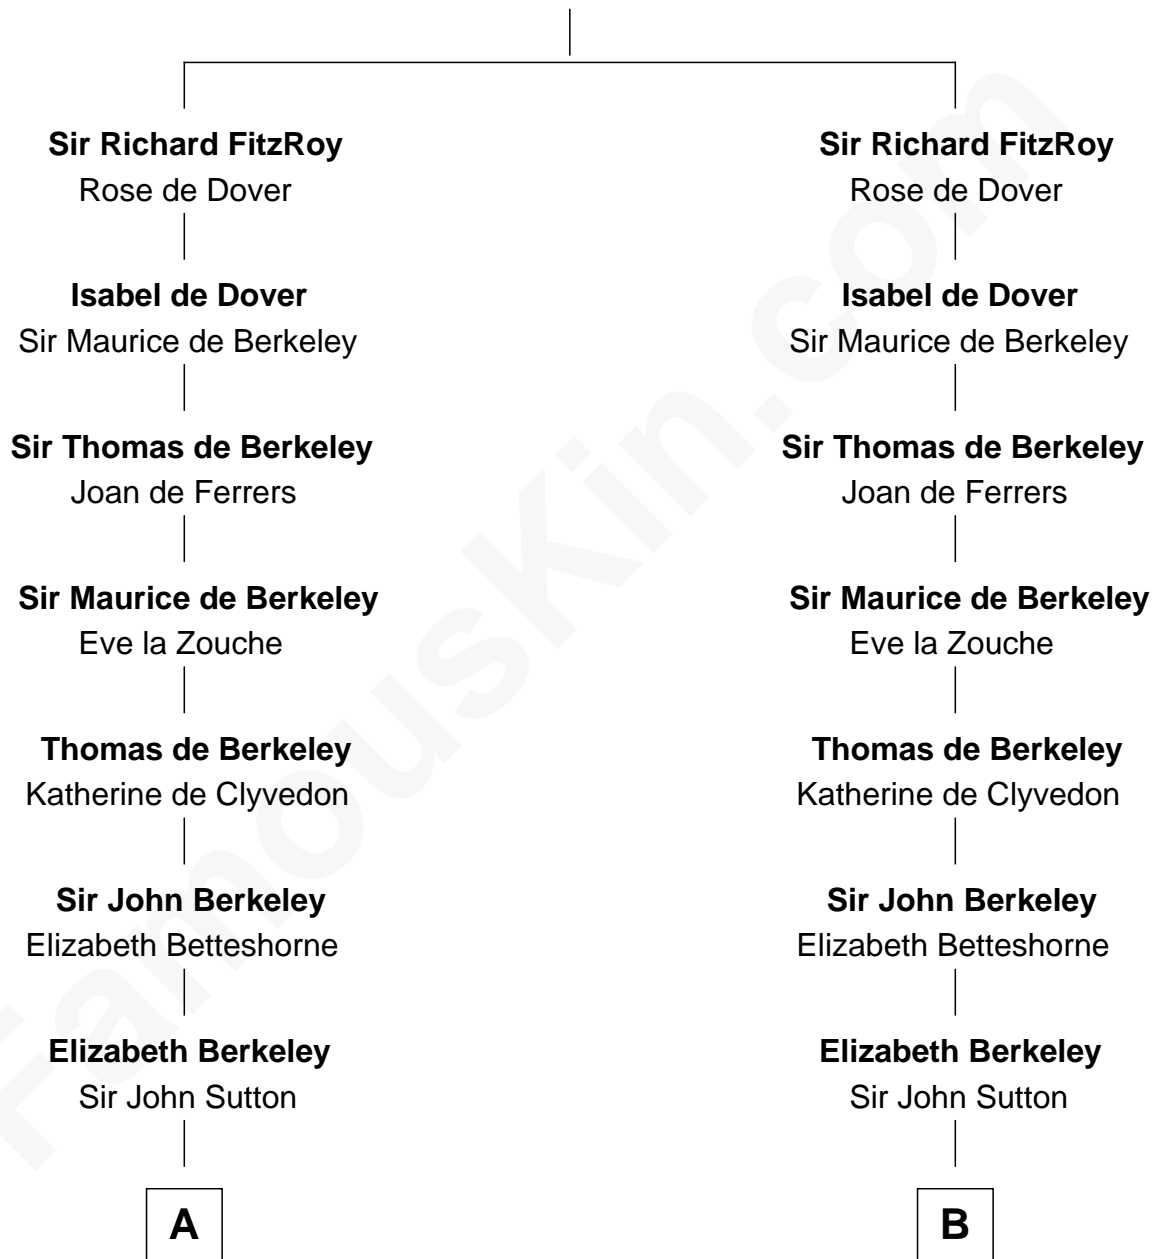 Sir Richard FitzRoy
Rose de Dover
Isabel de Dover
Sir Maurice de Berkeley
Sir Thomas de Berkeley
Joan de Ferrers
Sir Maurice de Berkeley
Eve la Zouche
Thomas de Berkeley
Katherine de Clyvedon
Sir John Berkeley
Elizabeth Betteshorne
Elizabeth Berkeley
Sir John Sutton
A
Sir Richard FitzRoy
Rose de Dover
Isabel de Dover
Sir Maurice de Berkeley
Sir Thomas de Berkeley
Joan de Ferrers
Sir Maurice de Berkeley
Eve la Zouche
Thomas de Berkeley
Katherine de Clyvedon
Sir John Berkeley
Elizabeth Betteshorne
Elizabeth Berkeley
Sir John Sutton
B
FamousKin.com